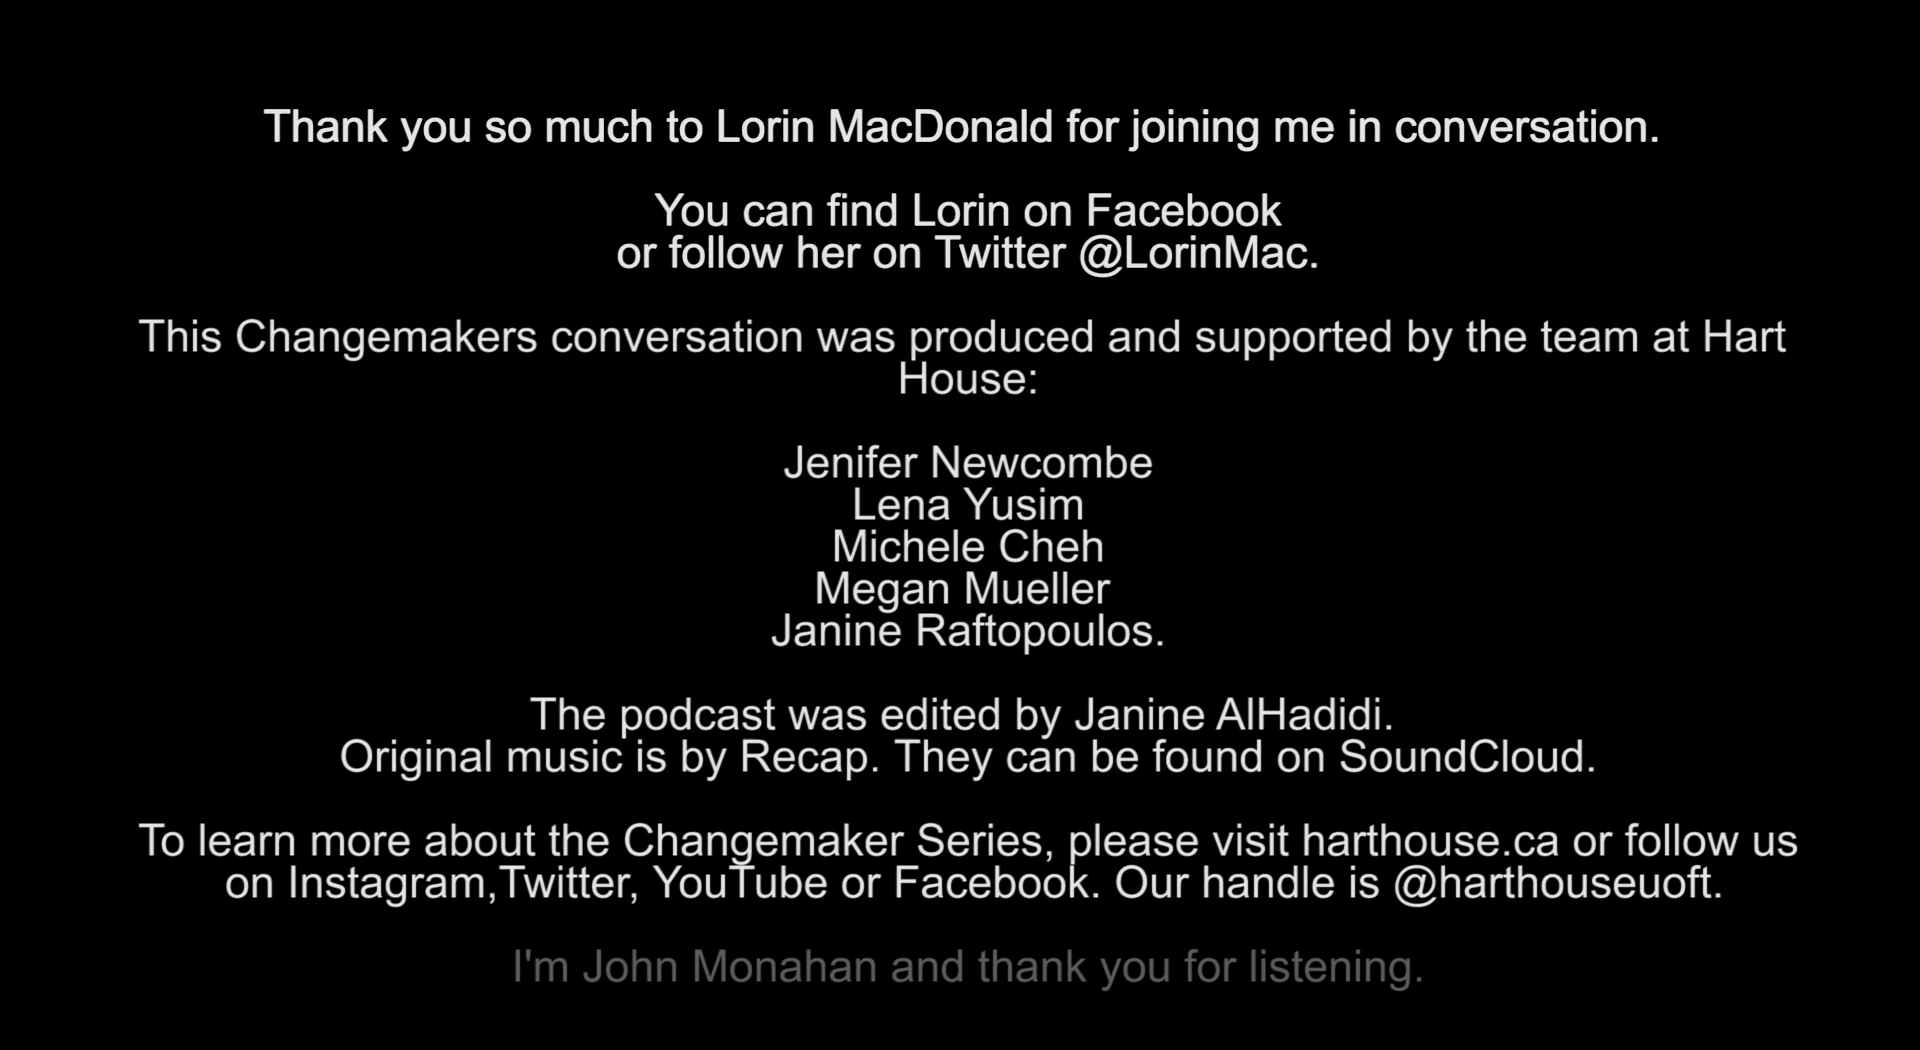 Thank you so much to Lorin MacDonald for joining me in conversation.
You can find Lorin on Facebook
or follow her on Twitter @LorinMac.
This Changemakers conversation was produced and supported by the team at Hart
House:
Jenifer Newcombe
Lena Yusim
Michele Cheh
Megan Mueller
Janine Raftopoulos.
The podcast was edited by Janine AlHadidi.
Original music is by Recap. They can be found on SoundCloud.
To learn more about the Changemaker Series, please visit harthouse.ca or follow us
on Instagram,Twitter, YouTube or Facebook. Our handle is @harthouseuoft.
I'm John Monahan and thank you for listening.